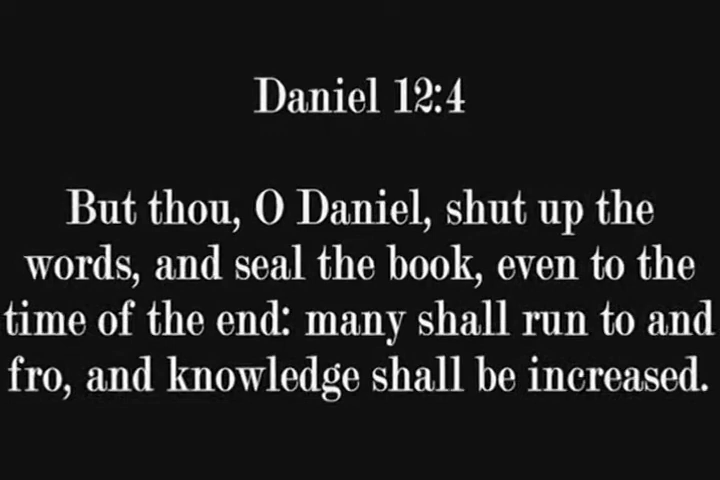 Daniel 12:4
But thou, O Daniel, shut up the
words, and seal the book, even to the
time of the end: many shall run to and
fro, and knowledge shall be increased.